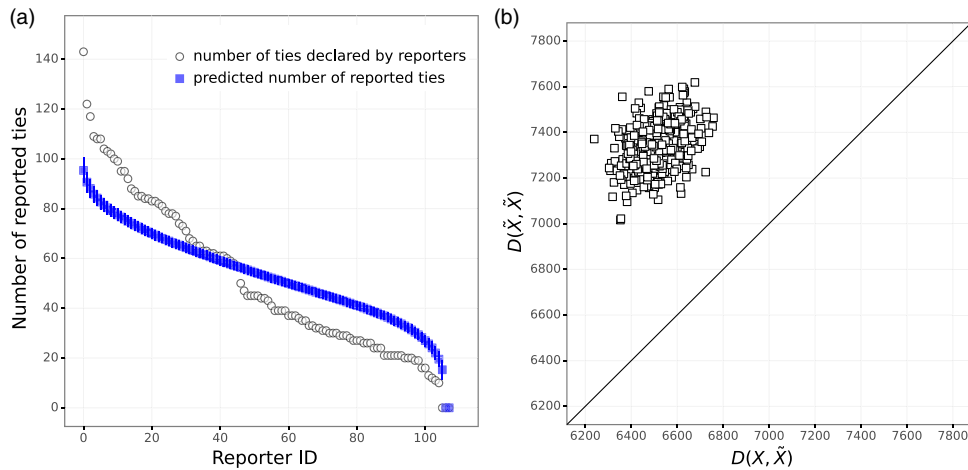 (a)
number of ties declared by reporters
predicted number of reported ties
Number of reported ties
140
120
100
80
60
40
20
0
0 20 40 60 80 100
Reporter ID
(b)
D(X̃, X̃)
7800
7600
7400
7200
7000
6800
6600
6400
6200
6200 6400 6600 6800 7000 7200 7400 7600 7800
D(X, X̃)